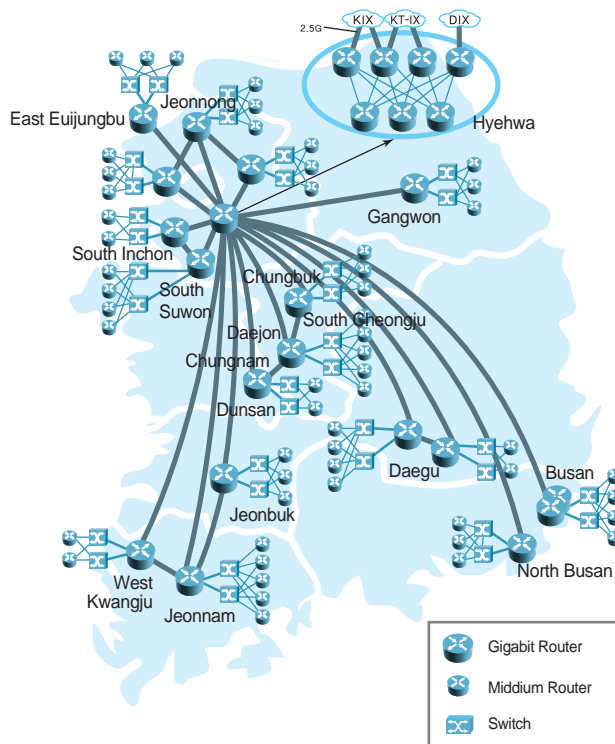 KIX
KT-IX
DIX
2.5G
Jeonnong
East Euijungbu
Hyehwa
Gangwon
South Inchon
South
Suwon
Chungbuk
South Cheongju
Daejon
Chungnam
Dunsan
Daegu
Busan
Jeonbuk
North Busan
West
Kwangju
Jeonnam
Gigabit Router
Middium Router
Switch